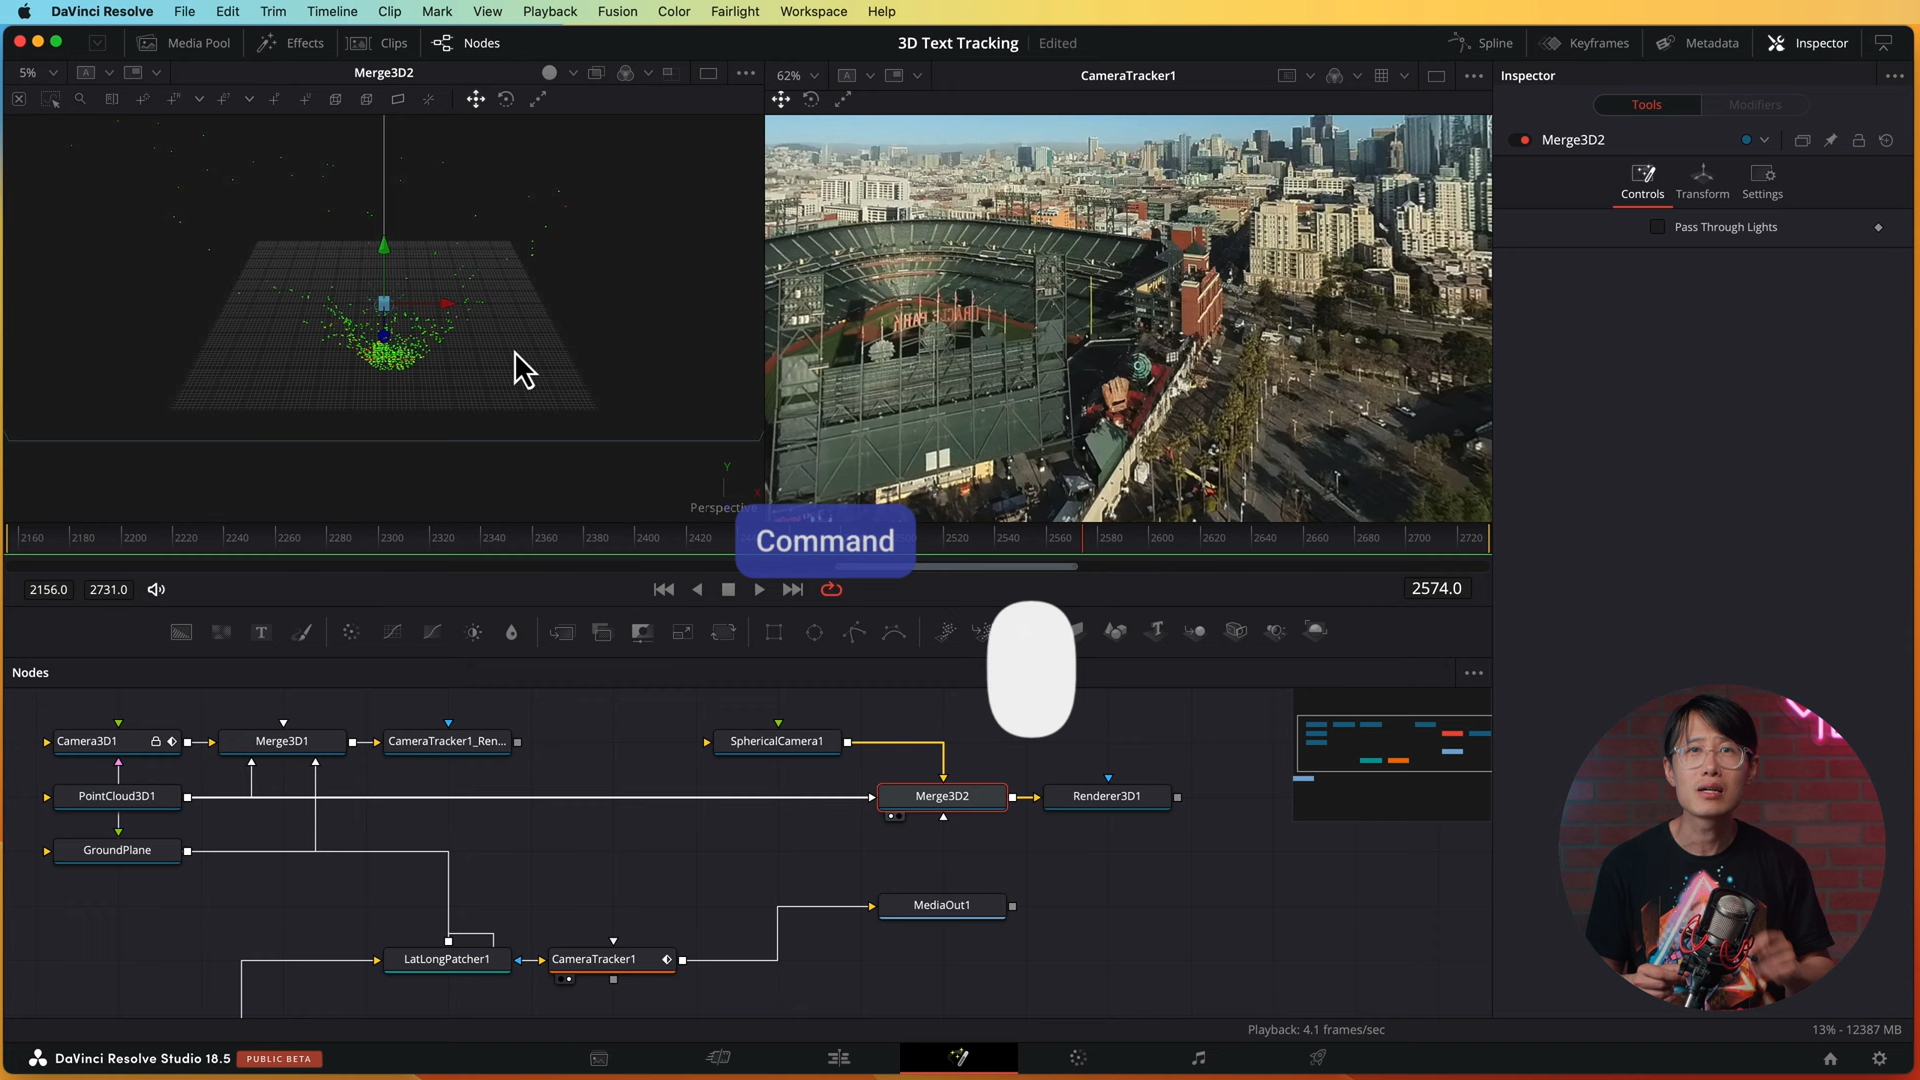 DaVinci Resolve File Edit Trim Timeline Clip Mark View Playback Fusion Color Fairlight Workspace Help
Media Pool Effects Clips Nodes 3D Text Tracking Edited Spline Keyframes Metadata Inspector
5% A Merge3D2 62% A CameraTracker1 Inspector
Tools Modifiers
Merge3D2
Controls Transform Settings
Pass Through Lights
ORACLE PARK
Y
X
Perspective
2160 2180 2200 2220 2240 2260 2280 2300 2320 2340 2360 2380 2400 2420 2520 2540 2560 2580 2600 2620 2640 2660 2680 2700 2720
Command
2156.0 2731.0 2574.0
Nodes
Camera3D1 Merge3D1 CameraTracker1_Ren... SphericalCamera1
PointCloud3D1 Merge3D2 Renderer3D1
GroundPlane
MediaOut1
LatLongPatcher1 CameraTracker1
Playback: 4.1 frames/sec 13% - 12387 MB
DaVinci Resolve Studio 18.5 PUBLIC BETA